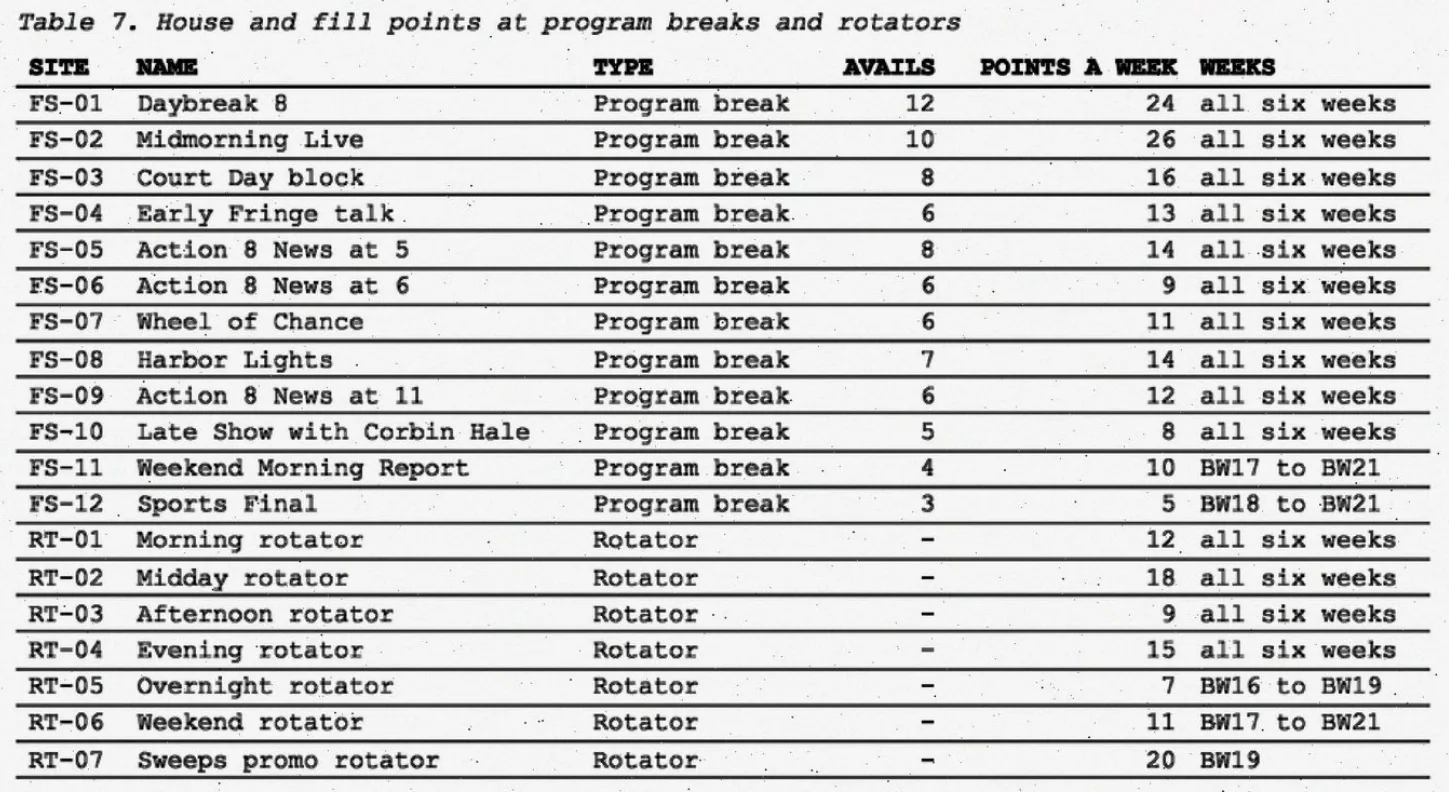 Table 7. House and fill points at program breaks and rotators
SITE NAME TYPE AVAILS POINTS A WEEK WEEKS
FS-01 Daybreak 8 Program break 12 24 all six weeks
FS-02 Midmorning Live Program break 10 26 all six weeks
FS-03 Court Day block Program break 8 16 all six weeks
FS-04 Early Fringe talk Program break 6 13 all six weeks
FS-05 Action 8 News at 5 Program break 8 14 all six weeks
FS-06 Action 8 News at 6 Program break 6 9 all six weeks
FS-07 Wheel of Chance Program break 6 11 all six weeks
FS-08 Harbor Lights Program break 7 14 all six weeks
FS-09 Action 8 News at 11 Program break 6 12 all six weeks
FS-10 Late Show with Corbin Hale Program break 5 8 all six weeks
FS-11 Weekend Morning Report Program break 4 10 BW17 to BW21
FS-12 Sports Final Program break 3 5 BW18 to BW21
RT-01 Morning rotator Rotator – 12 all six weeks
RT-02 Midday rotator Rotator – 18 all six weeks
RT-03 Afternoon rotator Rotator – 9 all six weeks
RT-04 Evening rotator Rotator – 15 all six weeks
RT-05 Overnight rotator Rotator – 7 BW16 to BW19
RT-06 Weekend rotator Rotator – 11 BW17 to BW21
RT-07 Sweeps promo rotator Rotator – 20 BW19